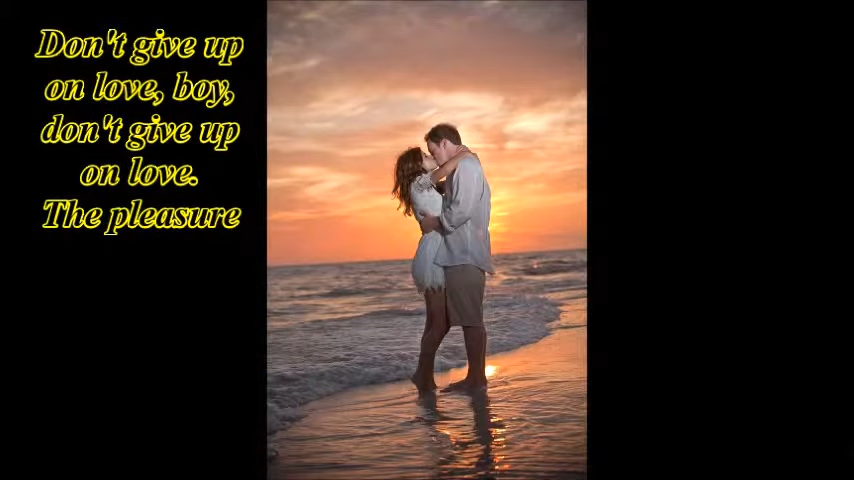 Don't give up
on love, boy,
don't give up
on love.
The pleasure